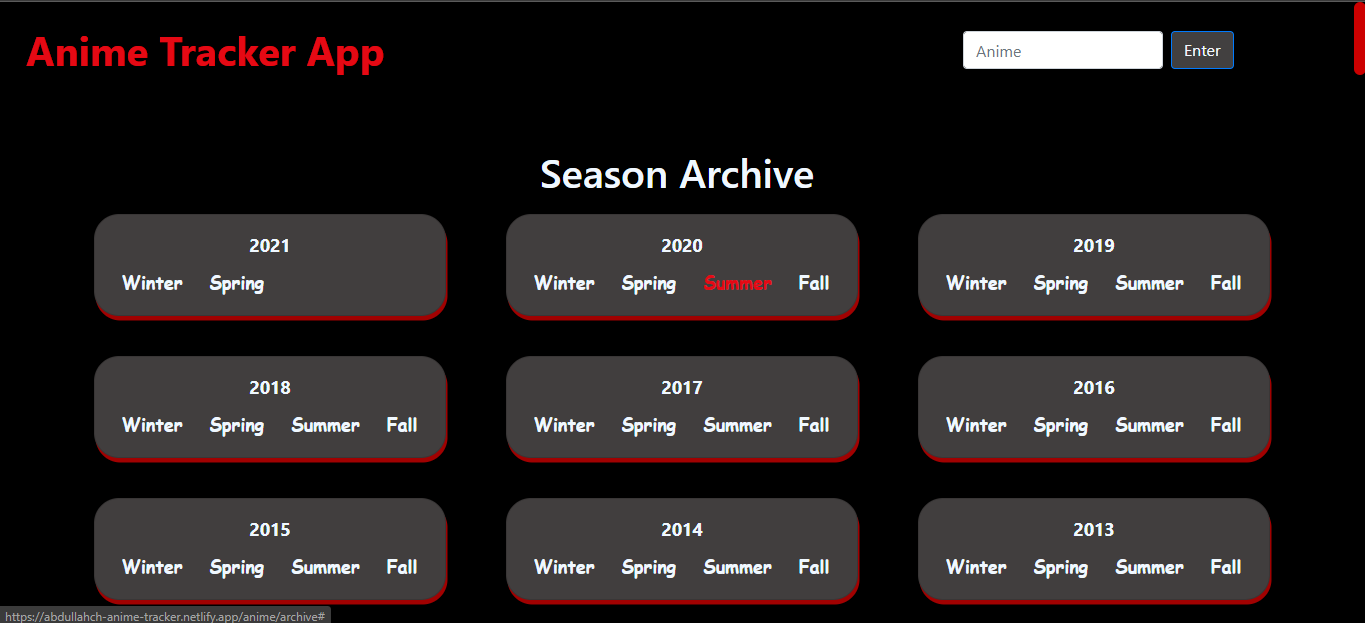 Anime Tracker App
Anime
Enter
Season Archive
2021
Winter Spring
2020
Winter Spring Summer Fall
2019
Winter Spring Summer Fall
2018
Winter Spring Summer Fall
2017
Winter Spring Summer Fall
2016
Winter Spring Summer Fall
2015
Winter Spring Summer Fall
2014
Winter Spring Summer Fall
2013
Winter Spring Summer Fall
https://abdullahch-anime-tracker.netlify.app/anime/archive#